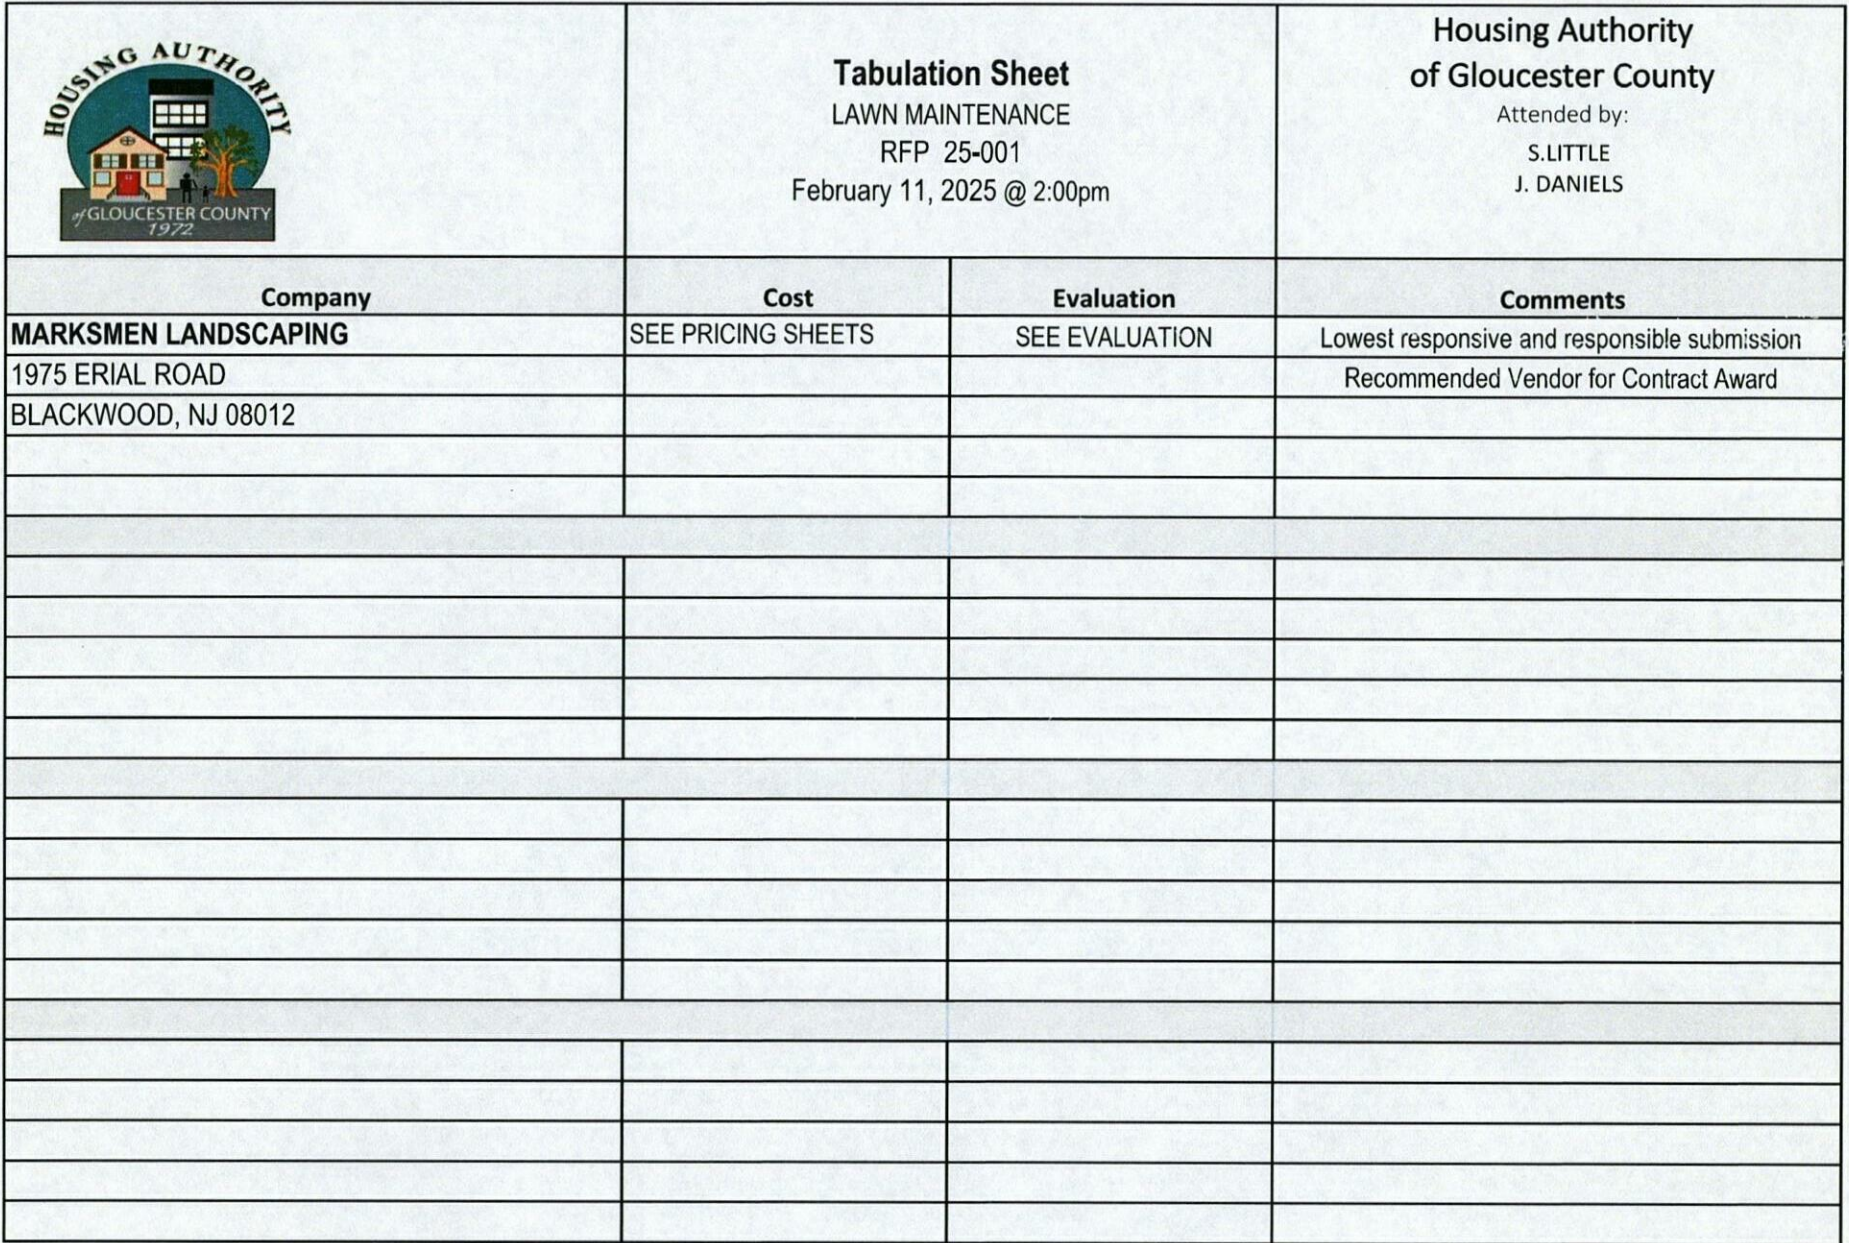 HOUSING AUTHORITY
of GLOUCESTER COUNTY
1972
Tabulation Sheet
LAWN MAINTENANCE
RFP 25-001
February 11, 2025 @ 2:00pm
Housing Authority
of Gloucester County
Attended by:
S.LITTLE
J. DANIELS
Company Cost Evaluation Comments
MARKSMEN LANDSCAPING SEE PRICING SHEETS SEE EVALUATION Lowest responsive and responsible submission
1975 ERIAL ROAD Recommended Vendor for Contract Award
BLACKWOOD, NJ 08012